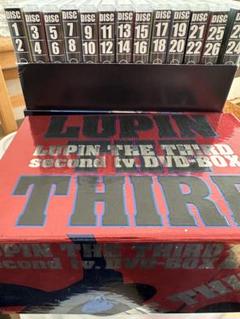 DISC DISC DISC DISC DISC DISC DISC DISC DISC DISC DISC DISC
1 3 5 7 9 11 13 15 17 19 21 23 25
2 4 6 8 10 12 14 16 18 20 22 24
LUPIN
LUPIN THE THIRD
second tv. DVD-BOX
THIRD
LUPIN THE THIRD
second tv. DVD-BOX